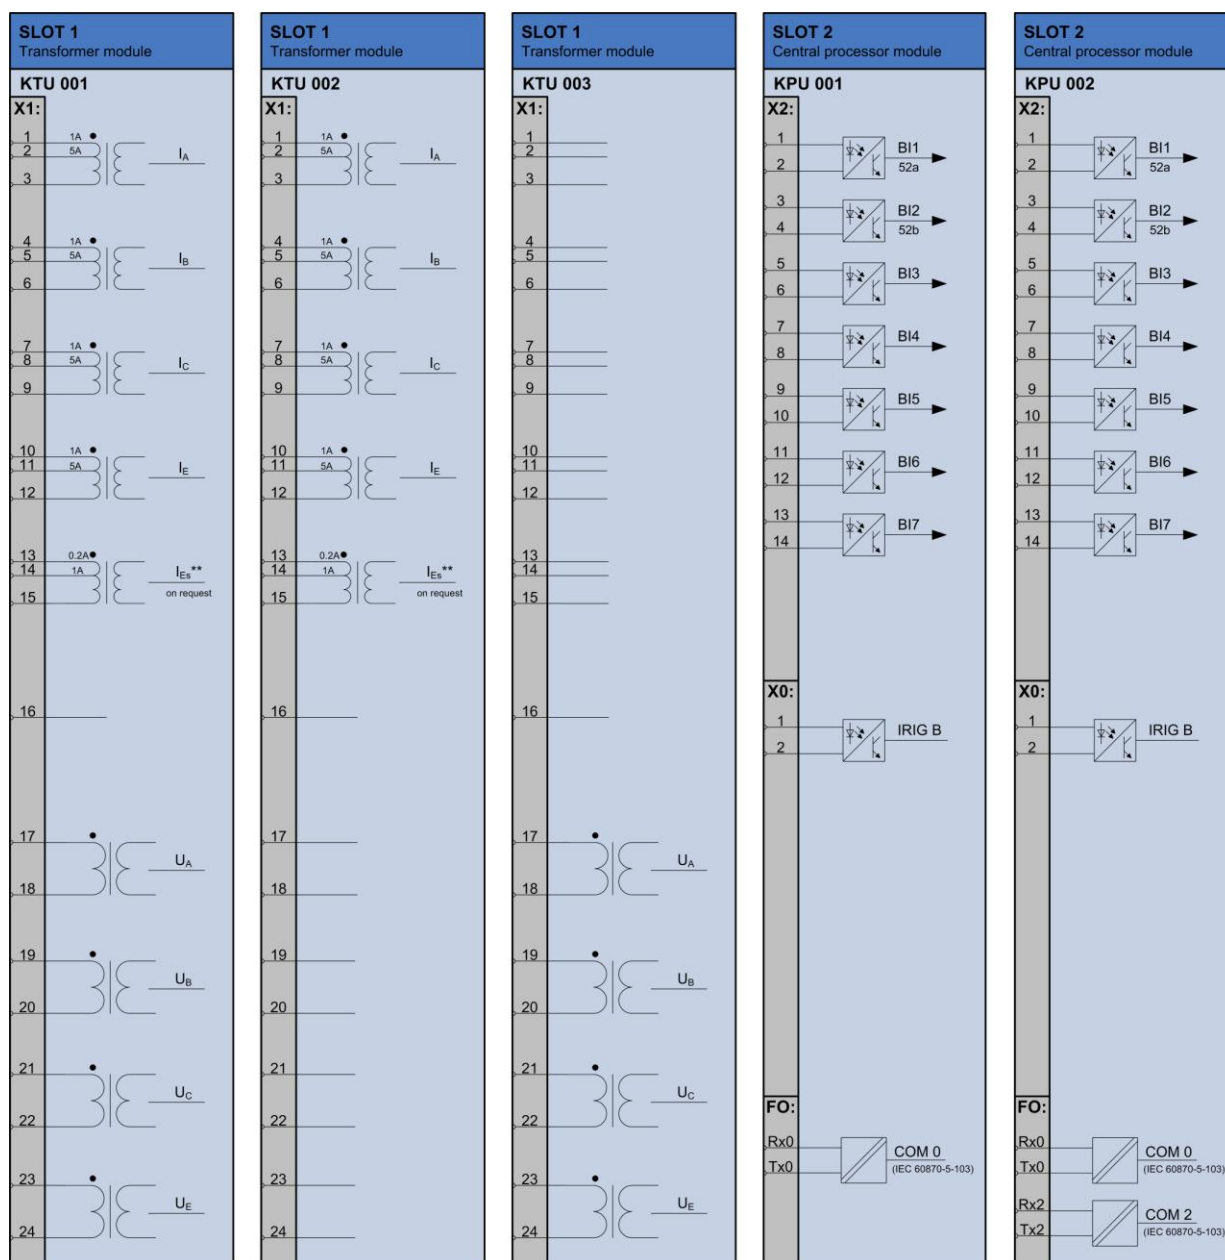 SLOT 1
Transformer module
KTU 001
X1:
1 1A
2 5A
I_A
3
4 1A
5 5A
I_B
6
7 1A
8 5A
I_C
9
10 1A
11 5A
I_E
12
13 0.2A
14 1A
I_Es**
on request
15
16
17
U_A
18
19
U_B
20
21
U_C
22
23
U_E
24
SLOT 1
Transformer module
KTU 002
X1:
1 1A
2 5A
I_A
3
4 1A
5 5A
I_B
6
7 1A
8 5A
I_C
9
10 1A
11 5A
I_E
12
13 0.2A
14 1A
I_Es**
on request
15
16
17
18
19
20
21
22
23
24
SLOT 1
Transformer module
KTU 003
X1:
1
2
3
4
5
6
7
8
9
10
11
12
13
14
15
16
17
U_A
18
19
U_B
20
21
U_C
22
23
U_E
24
SLOT 2
Central processor module
KPU 001
X2:
1
BI1
2
52a
3
BI2
4
52b
5
BI3
6
7
BI4
8
9
BI5
10
11
BI6
12
13
BI7
14
X0:
1
IRIG B
2
FO:
Rx0
COM 0
Tx0
(IEC 60870-5-103)
SLOT 2
Central processor module
KPU 002
X2:
1
BI1
2
52a
3
BI2
4
52b
5
BI3
6
7
BI4
8
9
BI5
10
11
BI6
12
13
BI7
14
X0:
1
IRIG B
2
FO:
Rx0
COM 0
Tx0
(IEC 60870-5-103)
Rx2
COM 2
Tx2
(IEC 60870-5-103)